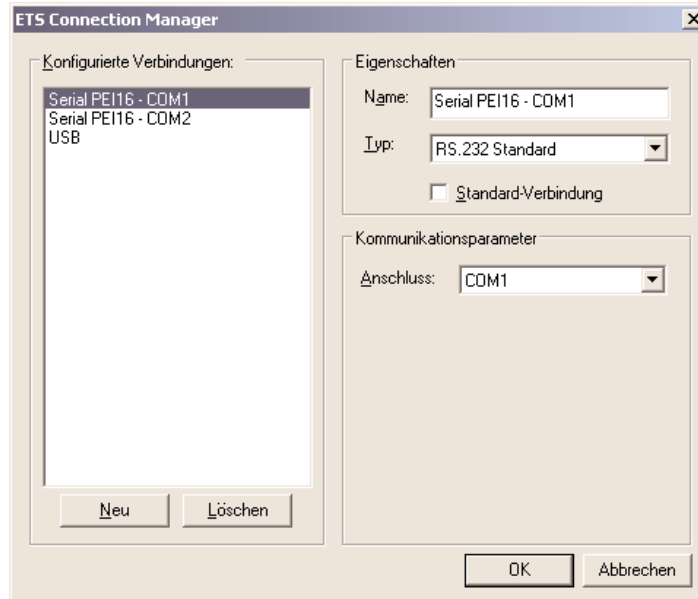 ETS Connection Manager
Konfigurierte Verbindungen:
Serial PEI16 - COM1
Serial PEI16 - COM2
USB
Neu
Löschen
Eigenschaften
Name: Serial PEI16 - COM1
Typ: RS.232 Standard
Standard-Verbindung
Kommunikationsparameter
Anschluss: COM1
OK
Abbrechen